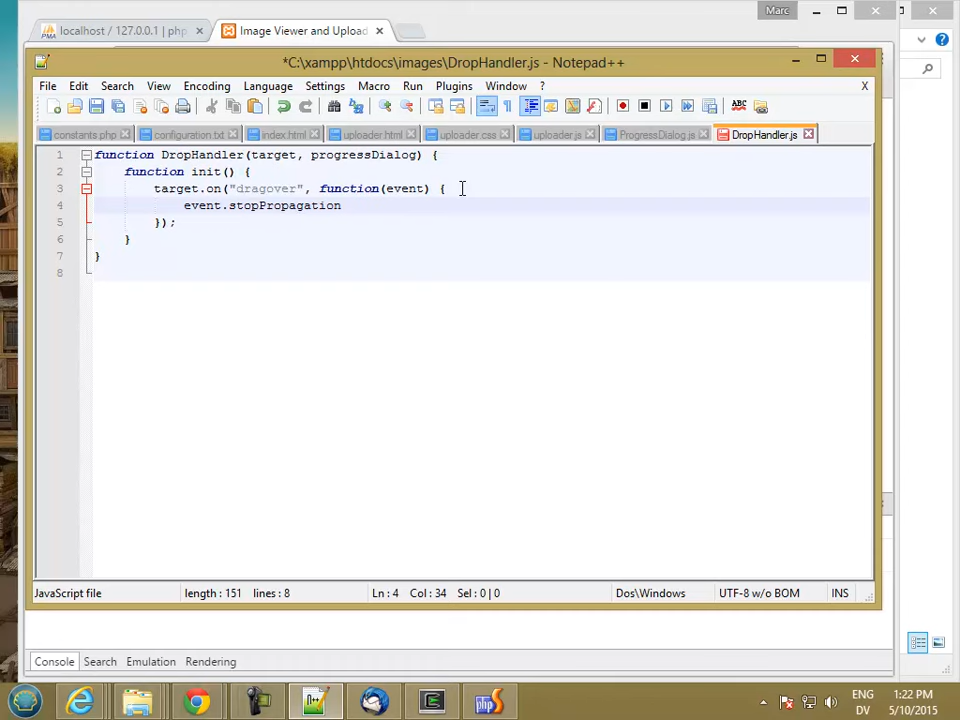 Marc
localhost / 127.0.0.1 | php
Image Viewer and Upload
*C:\xampp\htdocs\images\DropHandler.js - Notepad++
File Edit Search View Encoding Language Settings Macro Run Plugins Window ? X
constants.php configuration.txt index.html uploader.html uploader.css uploader.js ProgressDialog.js DropHandler.js
1 function DropHandler(target, progressDialog) {
2 function init() {
3 target.on("dragover", function(event) {
4 event.stopPropagation
5 });
6 }
7 }
8
JavaScript file length : 151 lines : 8 Ln : 4 Col : 34 Sel : 0 | 0 Dos\Windows UTF-8 w/o BOM INS
Console Search Emulation Rendering
ENG 1:22 PM
DV 5/10/2015